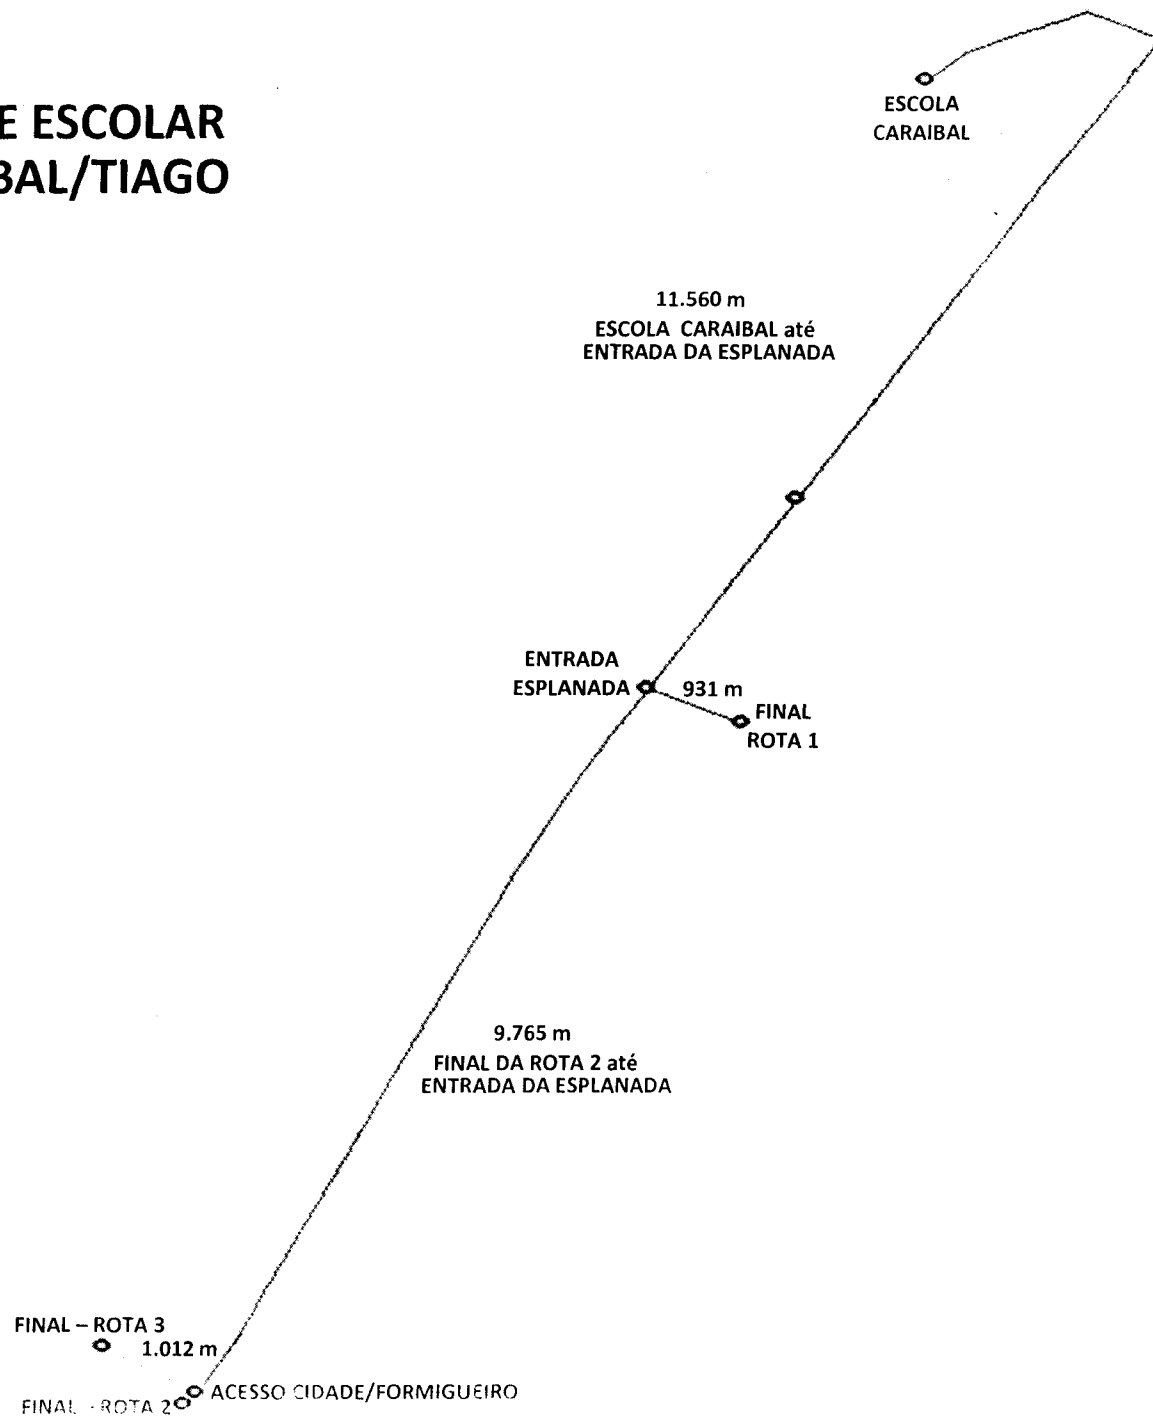 E ESCOLAR
BAL/TIAGO
ESCOLA
CARAIBAL
11.560 m
ESCOLA CARAIBAL até
ENTRADA DA ESPLANADA
ENTRADA
ESPLANADA
931 m
FINAL
ROTA 1
9.765 m
FINAL DA ROTA 2 até
ENTRADA DA ESPLANADA
FINAL – ROTA 3
1.012 m
ACESSO CIDADE/FORMIGUEIRO
FINAL - ROTA 2